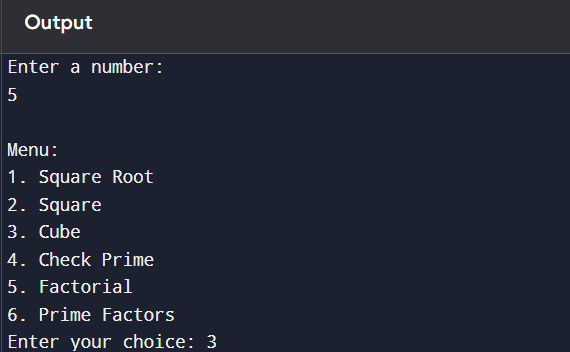 Output
Enter a number:
5
Menu:
1. Square Root
2. Square
3. Cube
4. Check Prime
5. Factorial
6. Prime Factors
Enter your choice: 3